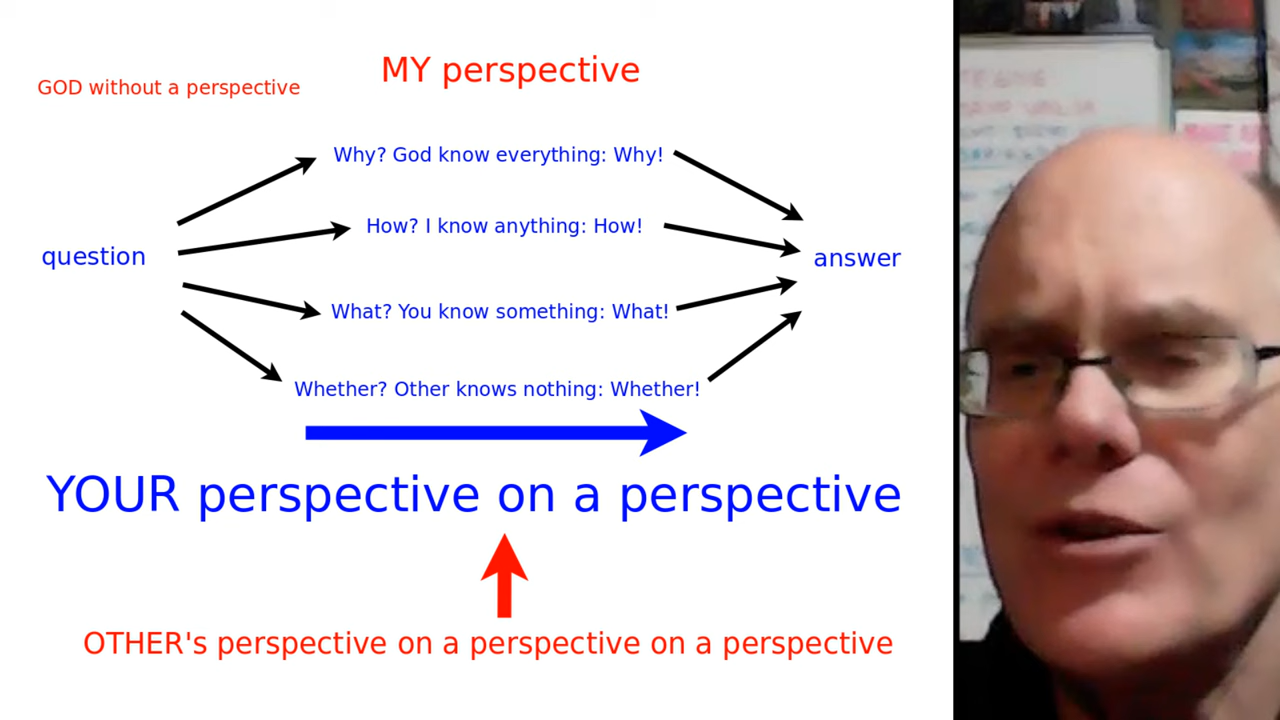 MY perspective
GOD without a perspective
Why? God know everything: Why!
How? I know anything: How!
question
answer
What? You know something: What!
Whether? Other knows nothing: Whether!
YOUR perspective on a perspective
OTHER's perspective on a perspective on a perspective